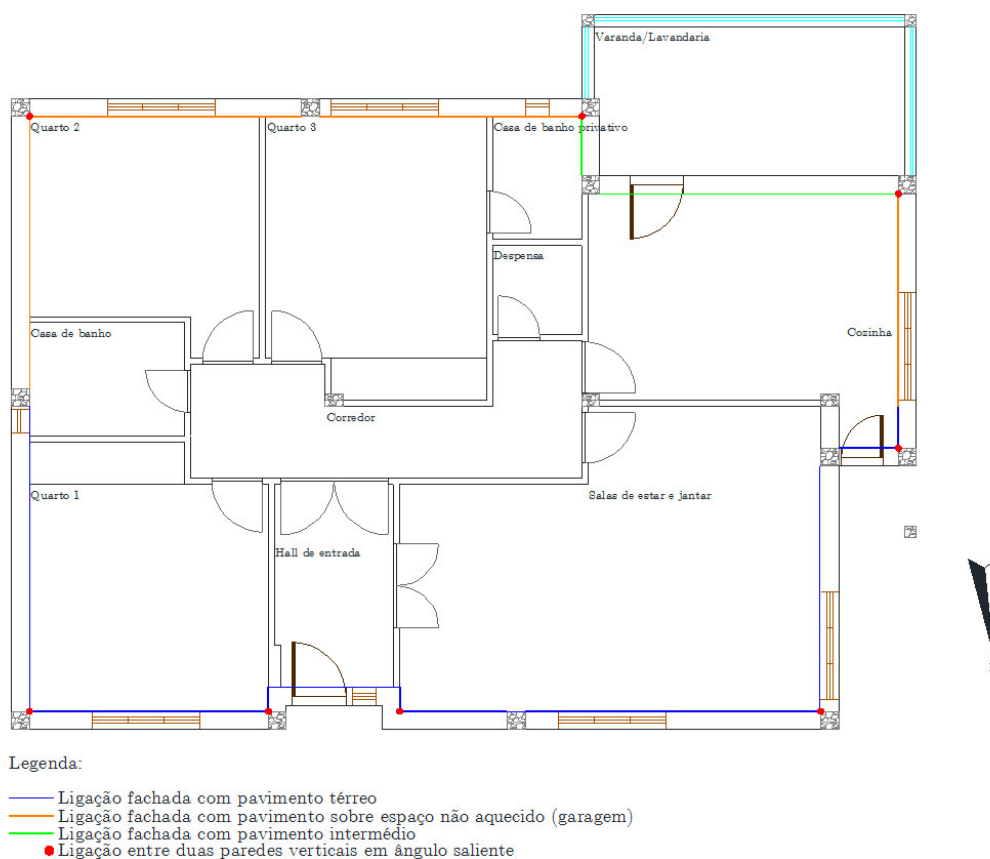 Varanda/Lavandaria
Quarto 2
Quarto 3
Casa de banho privativo
Despensa
Casa de banho
Cozinha
Corredor
Quarto 1
Salas de estar e jantar
Hall de entrada
Legenda:
Ligação fachada com pavimento térreo
Ligação fachada com pavimento sobre espaço não aquecido (garagem)
Ligação fachada com pavimento intermédio
Ligação entre duas paredes verticais em ângulo saliente